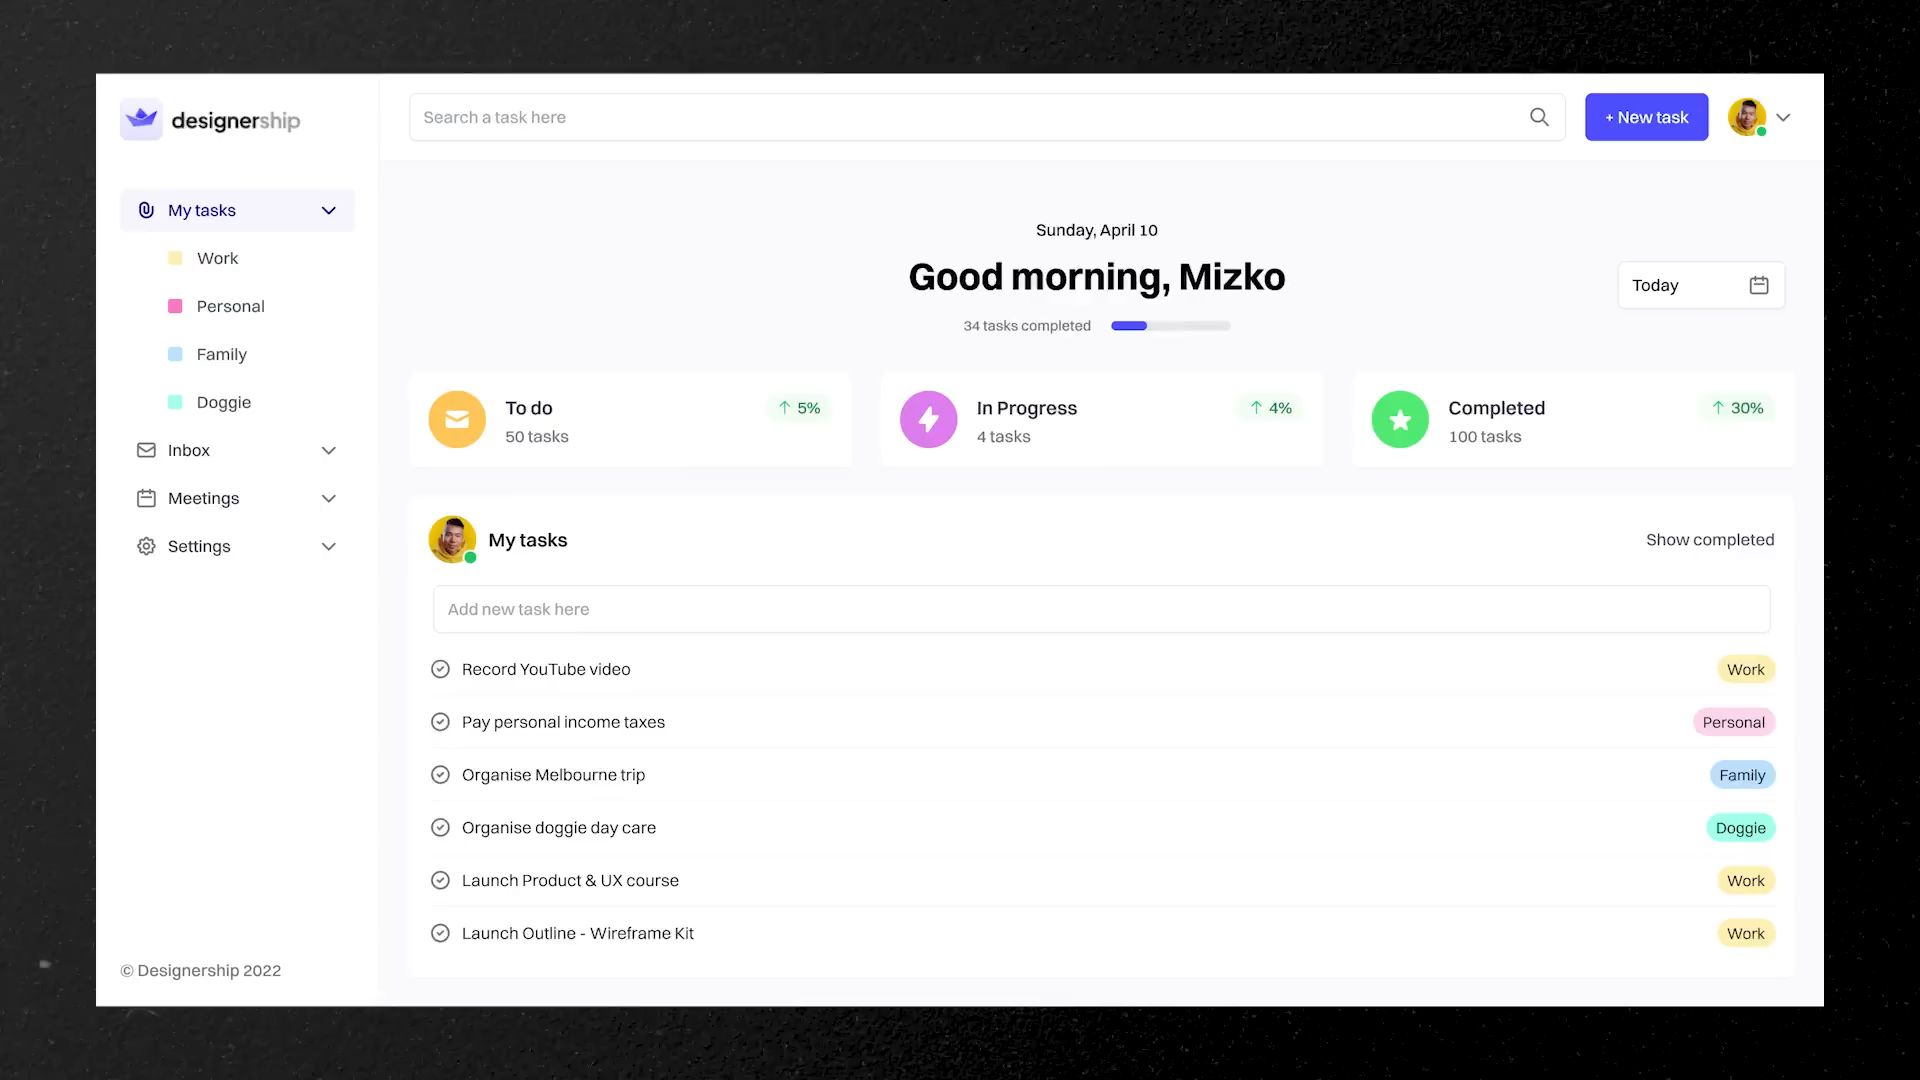 designership
Search a task here
+ New task
My tasks
Work
Personal
Family
Doggie
Inbox
Meetings
Settings
© Designership 2022
Sunday, April 10
Good morning, Mizko
34 tasks completed
Today
To do
50 tasks
↑ 5%
In Progress
4 tasks
↑ 4%
Completed
100 tasks
↑ 30%
My tasks
Show completed
Add new task here
Record YouTube video Work
Pay personal income taxes Personal
Organise Melbourne trip Family
Organise doggie day care Doggie
Launch Product & UX course Work
Launch Outline - Wireframe Kit Work